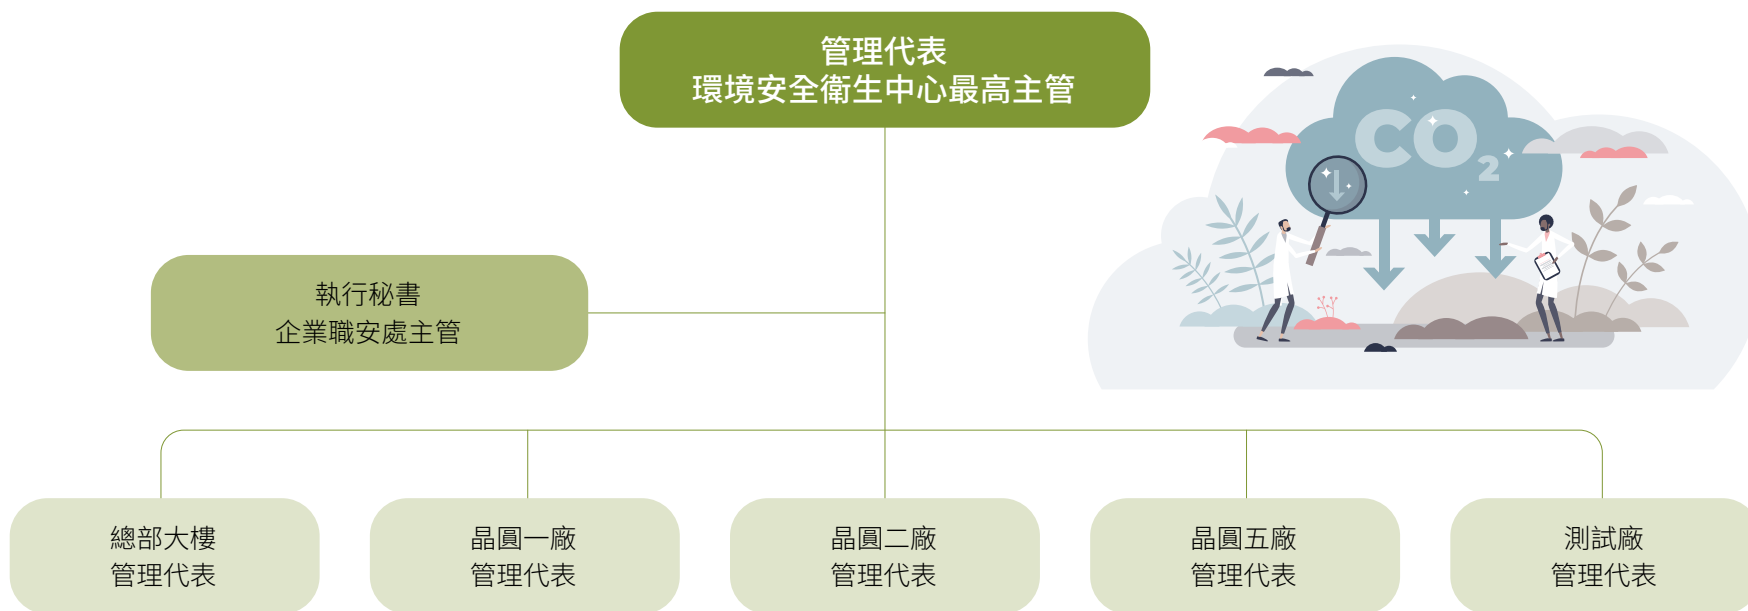 管理代表
環境安全衛生中心最高主管
CO2
執行秘書
企業職安處主管
總部大樓
管理代表
晶圓一廠
管理代表
晶圓二廠
管理代表
晶圓五廠
管理代表
測試廠
管理代表